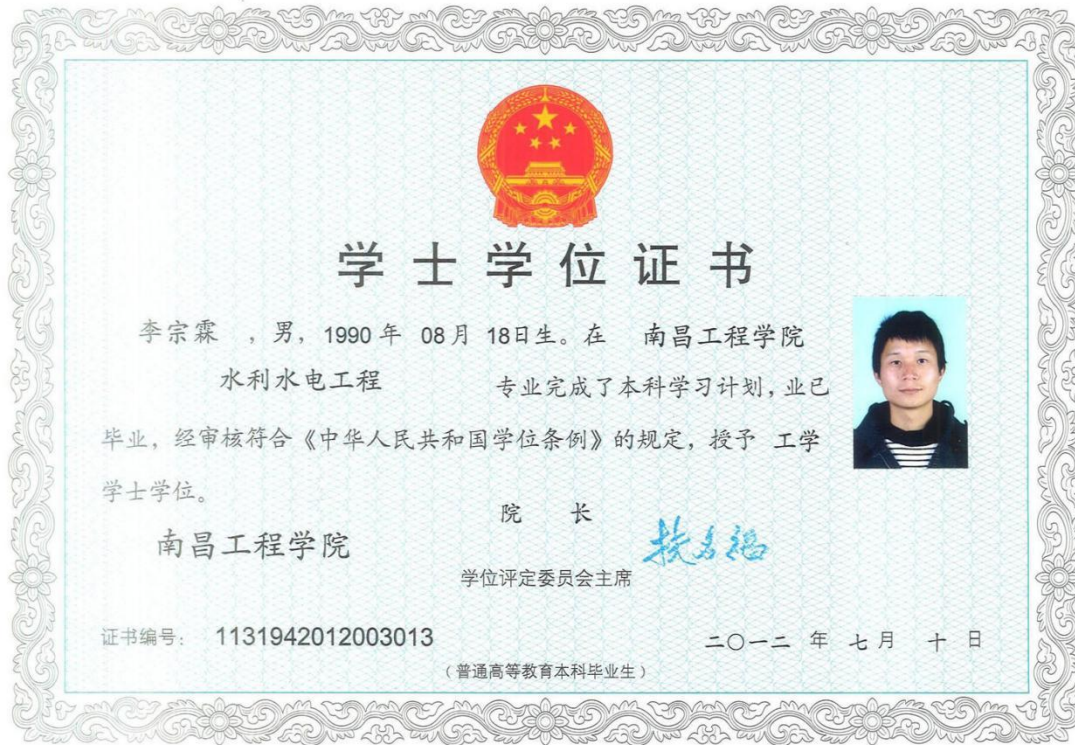 学士学位证书
李宗霖 ，男，1990 年 08月 18日生。在 南昌工程学院
水利水电工程 专业完成了本科学习计划，业已
毕业，经审核符合《中华人民共和国学位条例》的规定，授予 工学
学士学位。
院 长
南昌工程学院
学位评定委员会主席
证书编号： 1131942012003013
二〇一二 年 七月 十日
（普通高等教育本科毕业生）